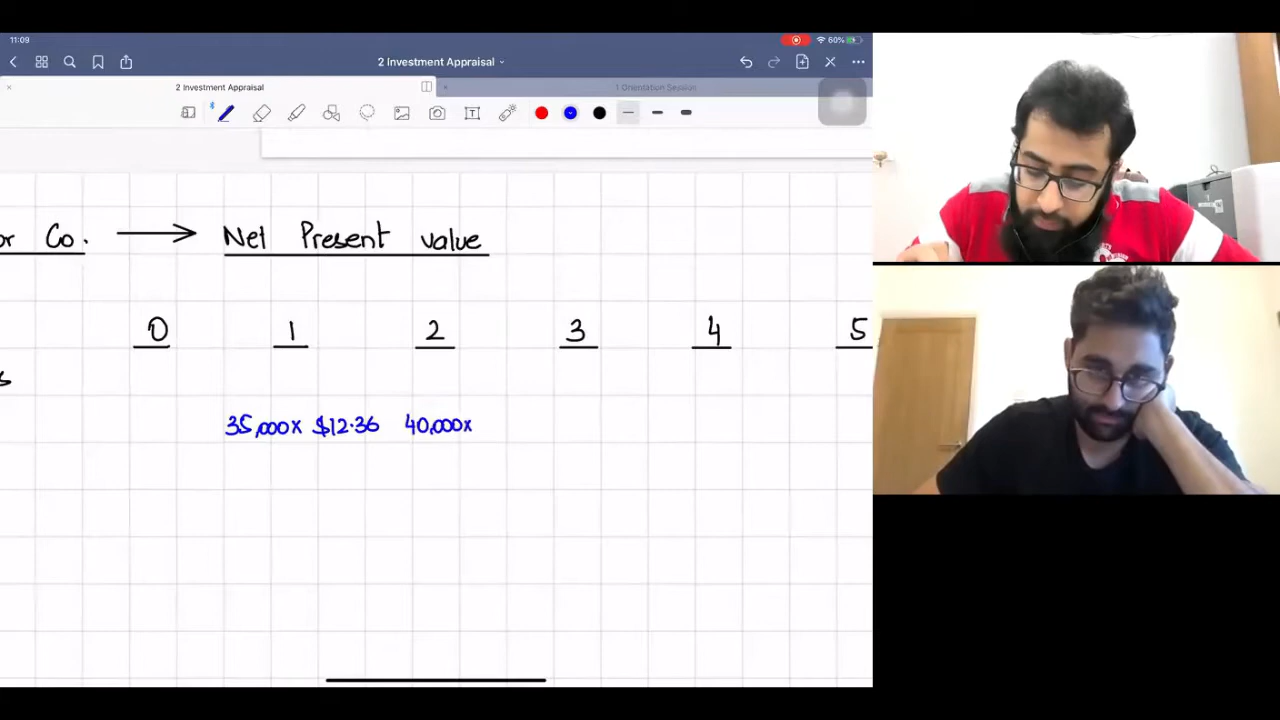 11:09
60%
2 Investment Appraisal
2 Investment Appraisal
1 Orientation Session
or Co. → Net Present value
0 1 2 3 4 5
s
35,000x $12.36 40,000x